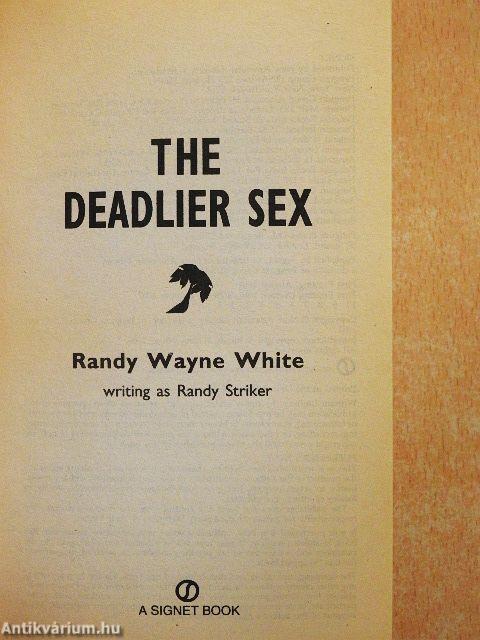 THE
DEADLIER SEX
Randy Wayne White
writing as Randy Striker
A SIGNET BOOK
Antikvárium.hu